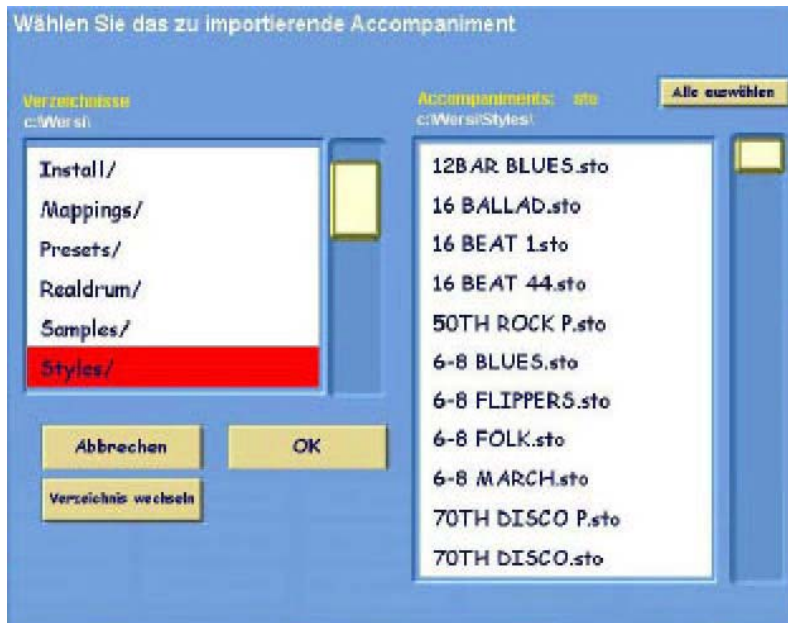 Wählen Sie das zu importierende Accompaniment
Verzeichnisse
c:\Wersi\
Install/
Mappings/
Presets/
Realdrum/
Samples/
Styles/
Abbrechen
OK
Verzeichnis wechseln
Accompaniments: sto
c:\Wersi\Styles\
Alle auswählen
12BAR BLUES.sto
16 BALLAD.sto
16 BEAT 1.sto
16 BEAT 44.sto
50TH ROCK P.sto
6-8 BLUES.sto
6-8 FLIPPERS.sto
6-8 FOLK.sto
6-8 MARCH.sto
70TH DISCO P.sto
70TH DISCO.sto